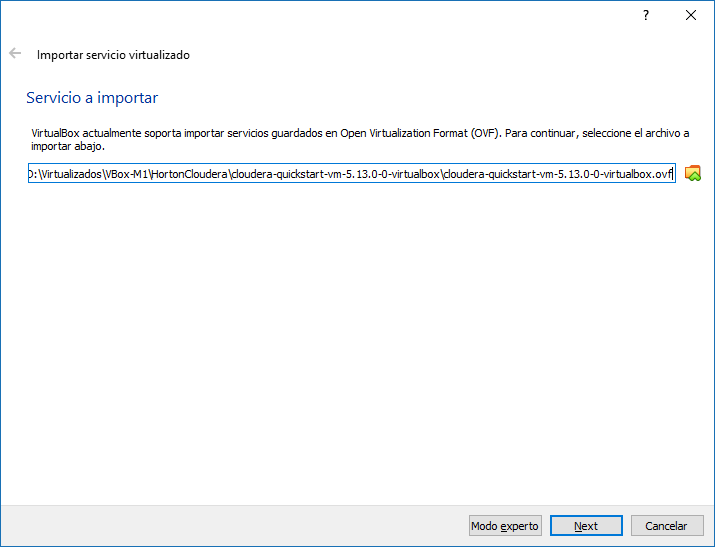 ?
Importar servicio virtualizado
Servicio a importar
VirtualBox actualmente soporta importar servicios guardados en Open Virtualization Format (OVF). Para continuar, seleccione el archivo a
importar abajo.
D:\Virtualizados\VBox-M1\HortonCloudera\cloudera-quickstart-vm-5.13.0-0-virtualbox\cloudera-quickstart-vm-5.13.0-0-virtualbox.ovf
Modo experto Next Cancelar